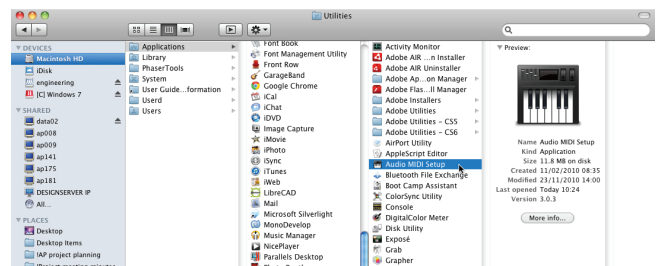 Utilities
DEVICES
Macintosh HD
iDisk
engineering
[C] Windows 7
SHARED
data02
ap008
ap009
ap141
ap175
ap181
DESIGNSERVER IP
All...
PLACES
Desktop
Desktop Items
!AP project planning
Applications
Library
PhaserTools
System
User Guide...formation
Userd
Users
Font Book
Font Management Utility
Front Row
GarageBand
Google Chrome
iCal
iChat
iDVD
Image Capture
iMovie
iPhoto
iSync
iTunes
iWeb
LibreCAD
Mail
Microsoft Silverlight
MonoDevelop
Music Manager
NicePlayer
Parallels Desktop
Activity Monitor
Adobe AIR ...n Installer
Adobe AIR Uninstaller
Adobe Ap...on Manager
Adobe Flas...ll Manager
Adobe Installers
Adobe Utilities
Adobe Utilities - CS5
Adobe Utilities - CS6
AirPort Utility
AppleScript Editor
Audio MIDI Setup
Bluetooth File Exchange
Boot Camp Assistant
ColorSync Utility
Console
DigitalColor Meter
Disk Utility
Exposé
Grab
Grapher
Preview:
Name Audio MIDI Setup
Kind Application
Size 11.8 MB on disk
Created 11/02/2010 08:35
Modified 23/11/2010 14:00
Last opened Today 10:24
Version 3.0.3
More info...